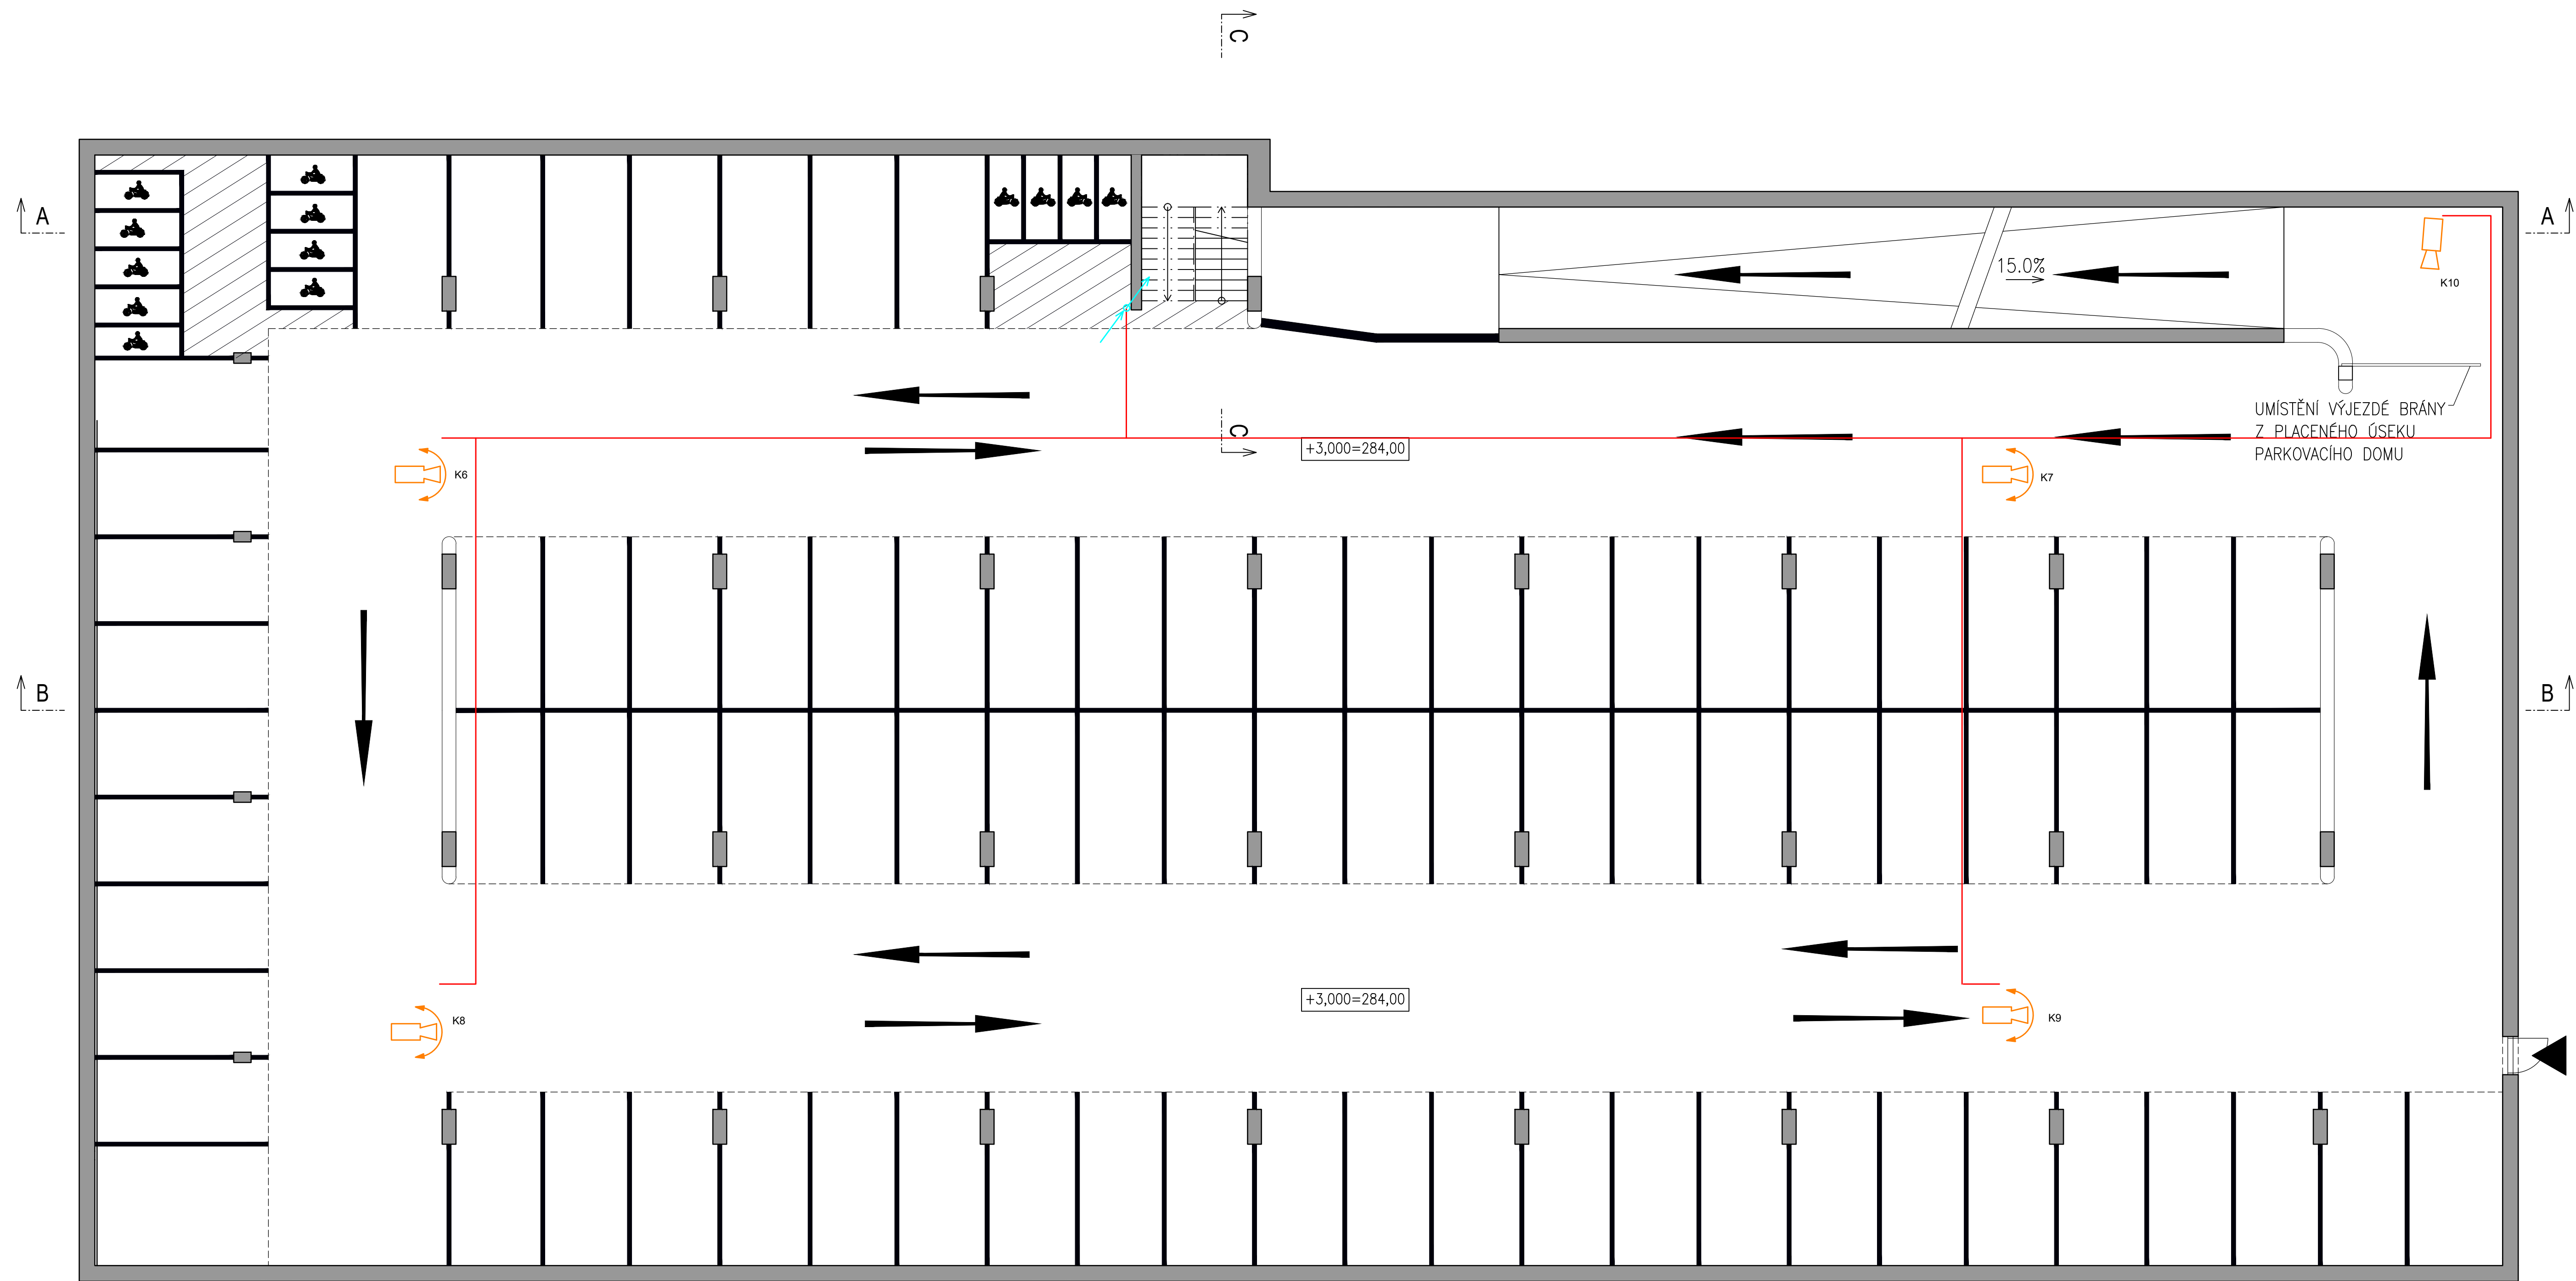 C
A
A
15.0%
K10
UMÍSTĚNÍ VÝJEZDÉ BRÁNY
Z PLACENÉHO ÚSEKU
PARKOVACÍHO DOMU
C
+3,000=284,00
K6
K7
B
B
+3,000=284,00
K8
K9